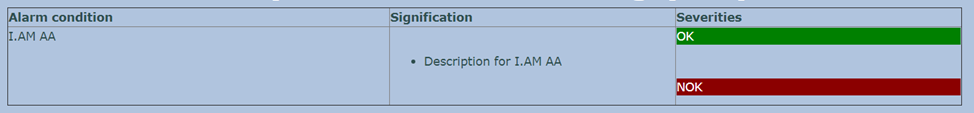 Alarm condition Signification Severities
I.AM AA OK
• Description for I.AM AA
NOK